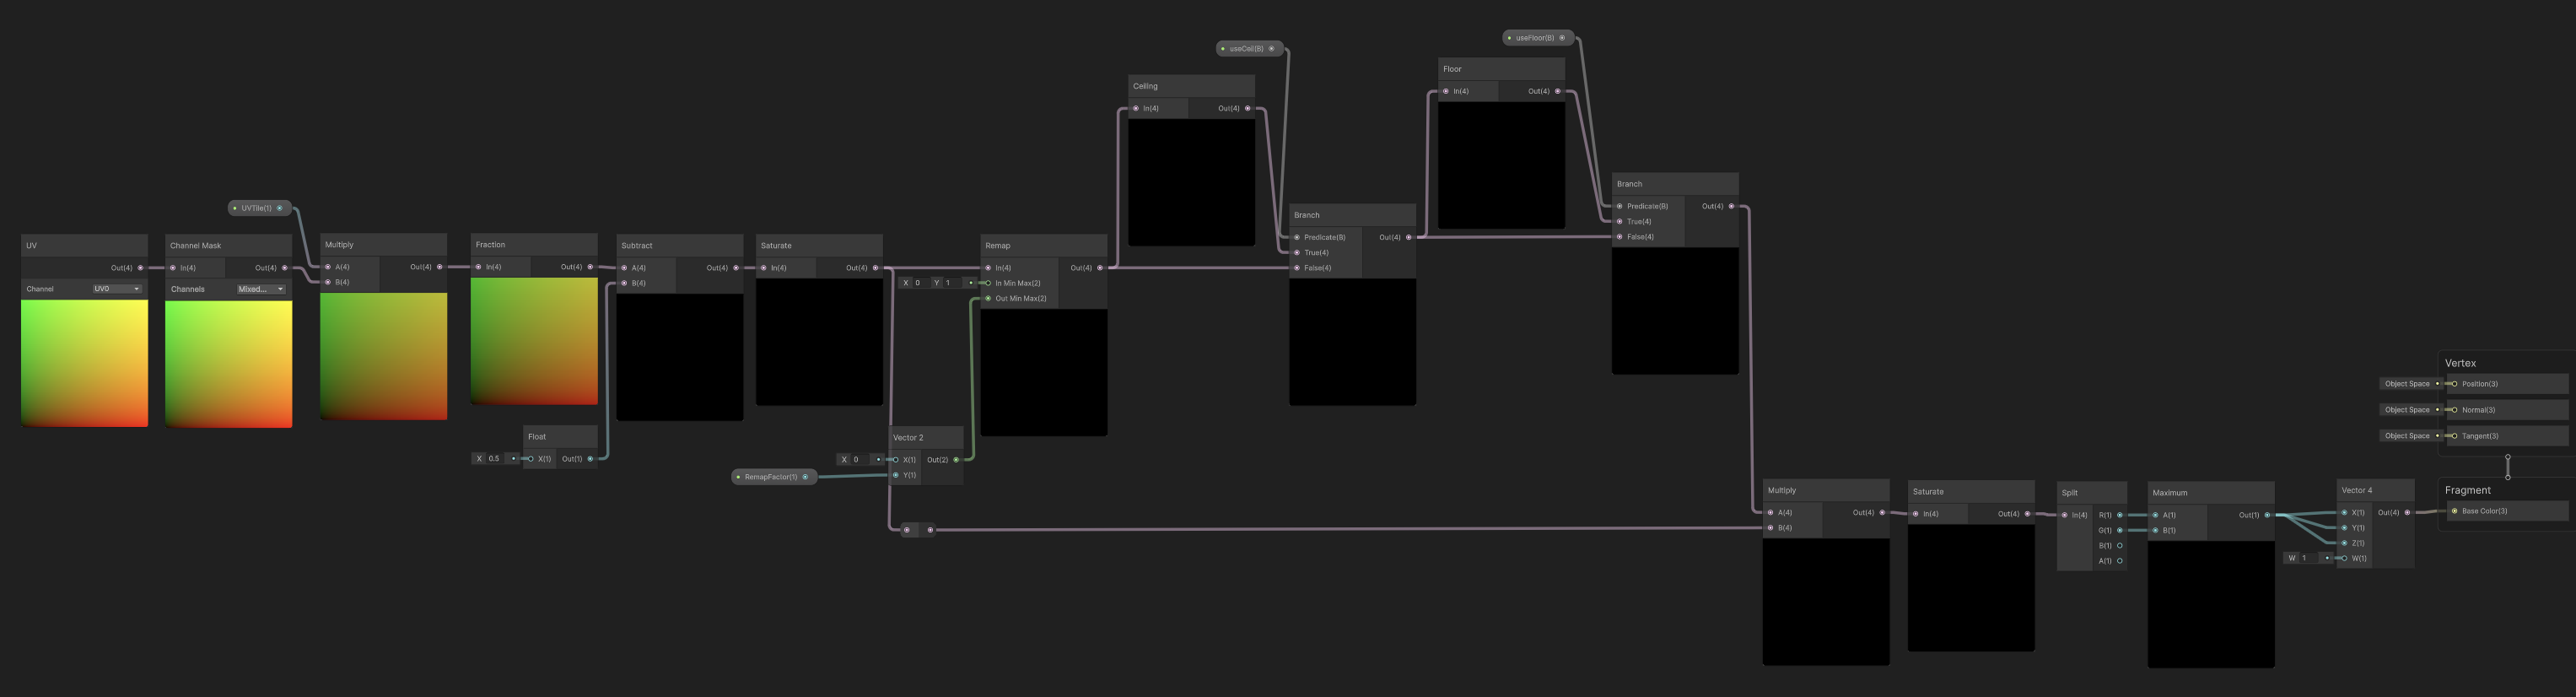 useCeil(B)
useFloor(B)
Ceiling
In(4) Out(4)
Floor
In(4) Out(4)
UVTile(1)
UV
Out(4)
Channel UV0
Channel Mask
In(4) Out(4)
Channels Mixed...
Multiply
A(4) Out(4)
B(4)
Fraction
In(4) Out(4)
Float
X 0.5 X(1) Out(1)
Subtract
A(4) Out(4)
B(4)
Saturate
In(4) Out(4)
RemapFactor(1)
Vector 2
X 0 X(1) Out(2)
Y(1)
Remap
In(4) Out(4)
X 0 Y 1 In Min Max(2)
Out Min Max(2)
Branch
Predicate(B) Out(4)
True(4)
False(4)
Branch
Predicate(B) Out(4)
True(4)
False(4)
Multiply
A(4) Out(4)
B(4)
Saturate
In(4) Out(4)
Split
In(4) R(1)
G(1)
B(1)
A(1)
Maximum
A(1) Out(1)
B(1)
Vector 4
X(1) Out(4)
Y(1)
Z(1)
W 1 W(1)
Vertex
Object Space Position(3)
Object Space Normal(3)
Object Space Tangent(3)
Fragment
Base Color(3)